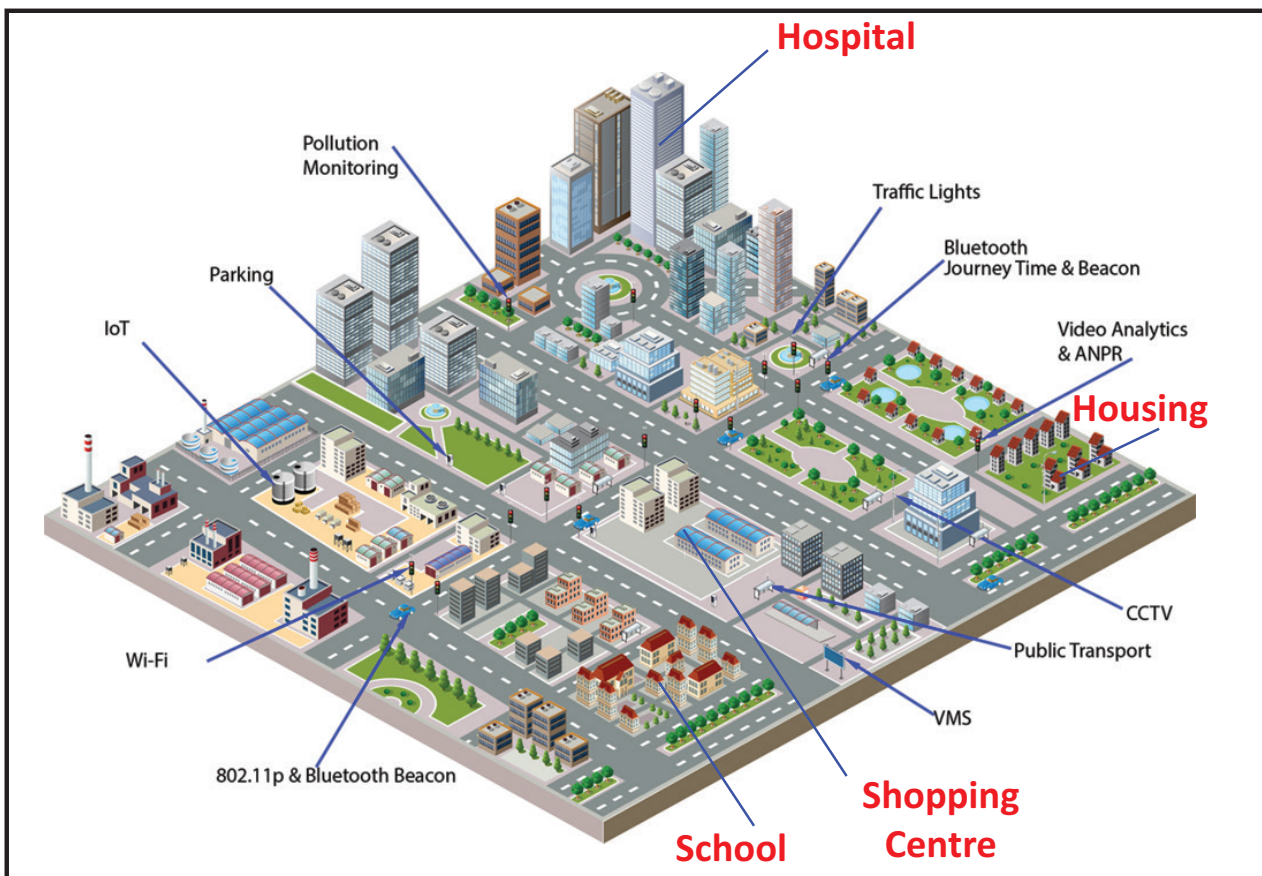 Hospital
Pollution
Monitoring
Traffic Lights
Bluetooth
Journey Time & Beacon
Parking
IoT
Video Analytics
& ANPR
Housing
CCTV
Public Transport
Wi-Fi
VMS
802.11p & Bluetooth Beacon
Shopping
Centre
School